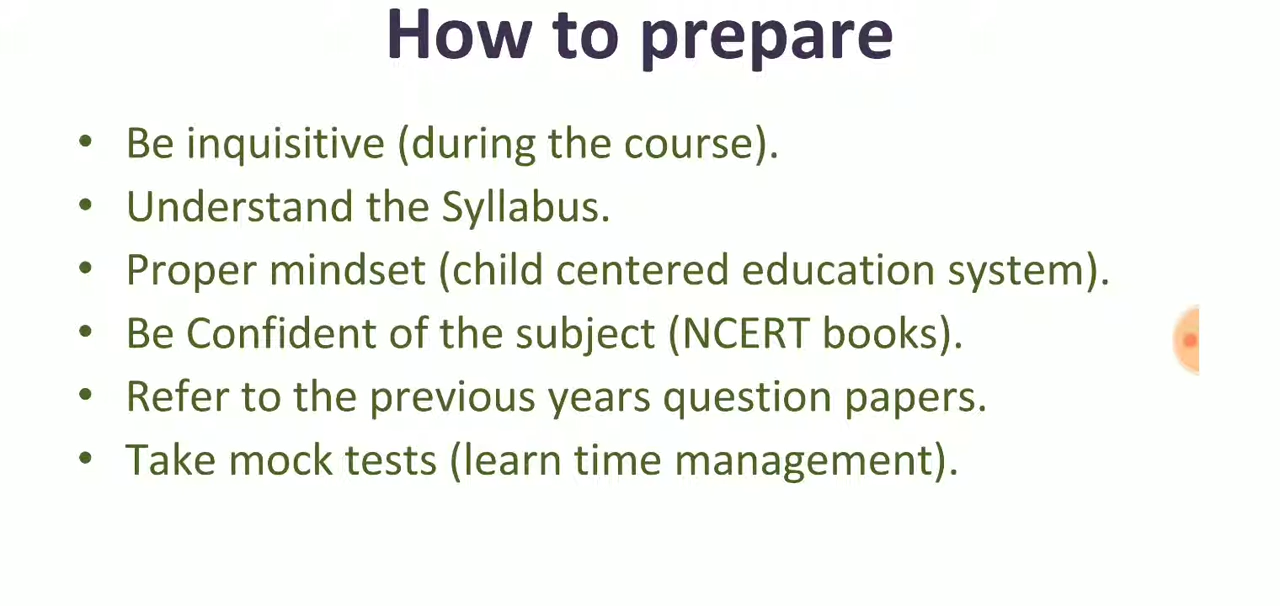 How to prepare
• Be inquisitive (during the course).
• Understand the Syllabus.
• Proper mindset (child centered education system).
• Be Confident of the subject (NCERT books).
• Refer to the previous years question papers.
• Take mock tests (learn time management).